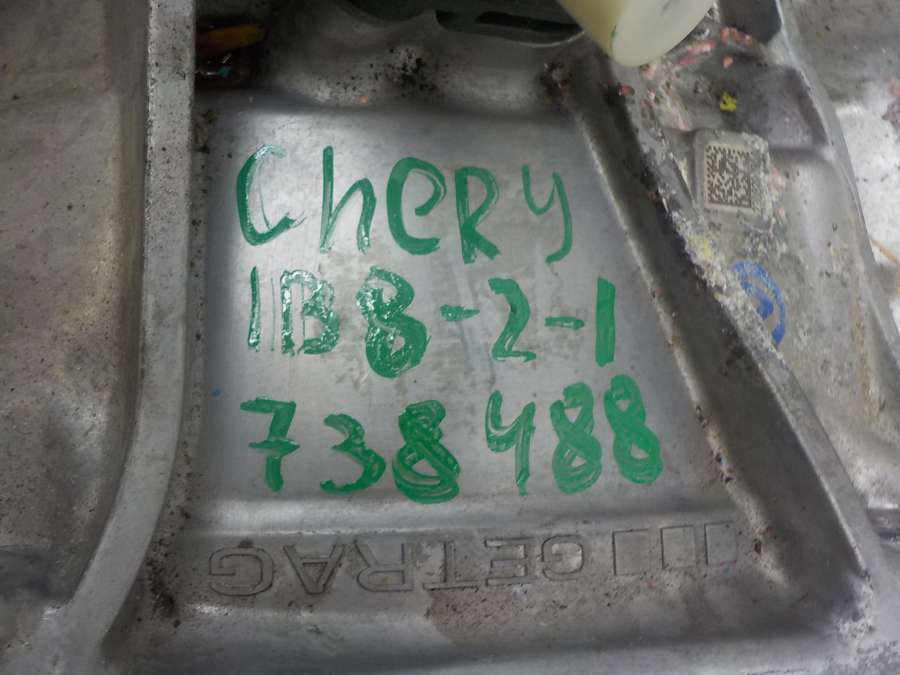 Chery
1B8-2-1
738488
GETRAG